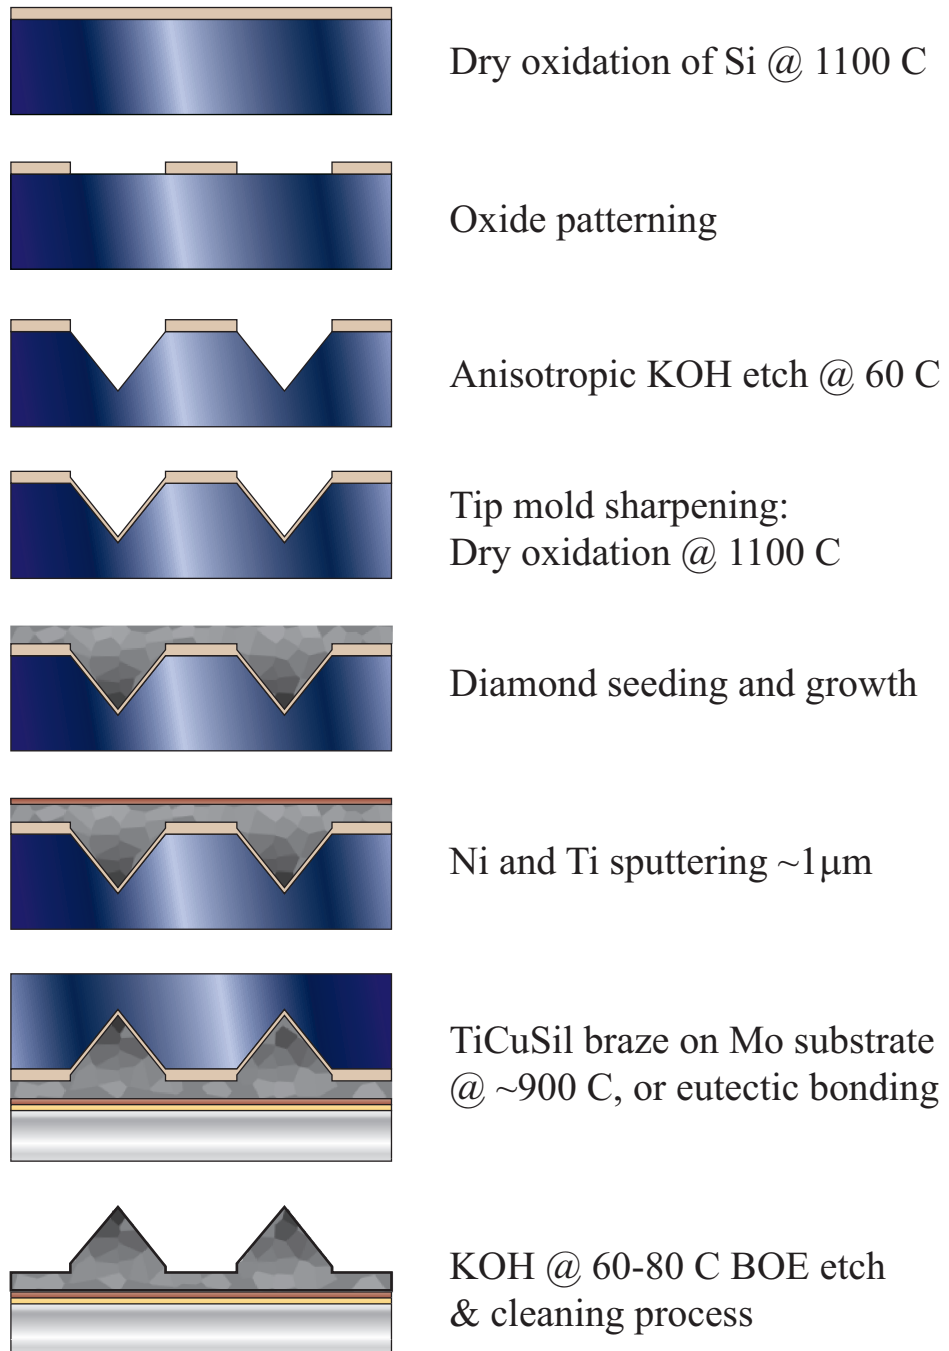 Dry oxidation of Si @ 1100 C
Oxide patterning
Anisotropic KOH etch @ 60 C
Tip mold sharpening:
Dry oxidation @ 1100 C
Diamond seeding and growth
Ni and Ti sputtering ~1μm
TiCuSil braze on Mo substrate
@ ~900 C, or eutectic bonding
KOH @ 60-80 C BOE etch
& cleaning process